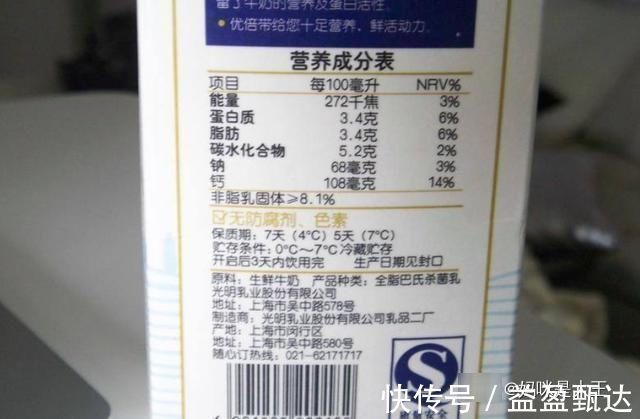 留了牛奶的营养及蛋白活性。
优倍带给您十足营养，鲜活动力。
营养成分表
项目 每100毫升 NRV%
能量 272千焦 3%
蛋白质 3.4克 6%
脂肪 3.4克 6%
碳水化合物 5.2克 2%
钠 68毫克 3%
钙 108毫克 14%
非脂乳固体≥8.1%
无防腐剂、色素
保质期：7天（4℃）5天（7℃）
贮存条件：0℃～7℃冷藏贮存
开启后3天内饮用完 生产日期见封口
原料：生鲜牛奶 产品种类：全脂巴氏杀菌乳
光明乳业股份有限公司
地址：上海市吴中路578号
制造商：光明乳业股份有限公司乳品二厂
产地：上海市闵行区
地址：上海市吴中路580号
随心订热线：021-62171717
快传号／盈盈甄达